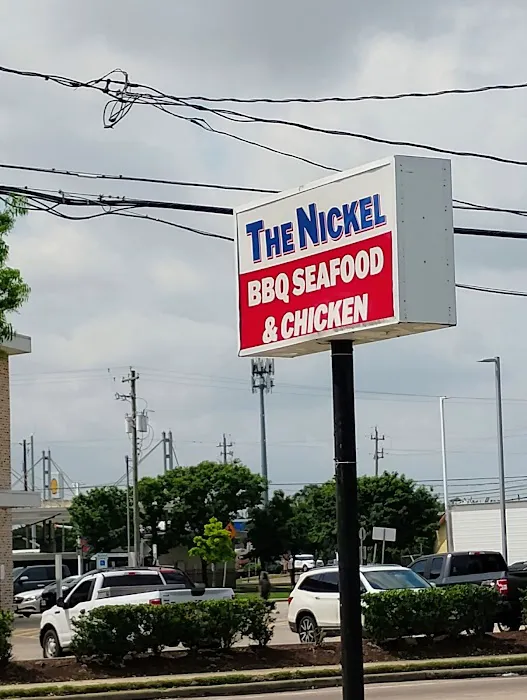 THE NICKEL
BBQ SEAFOOD
& CHICKEN